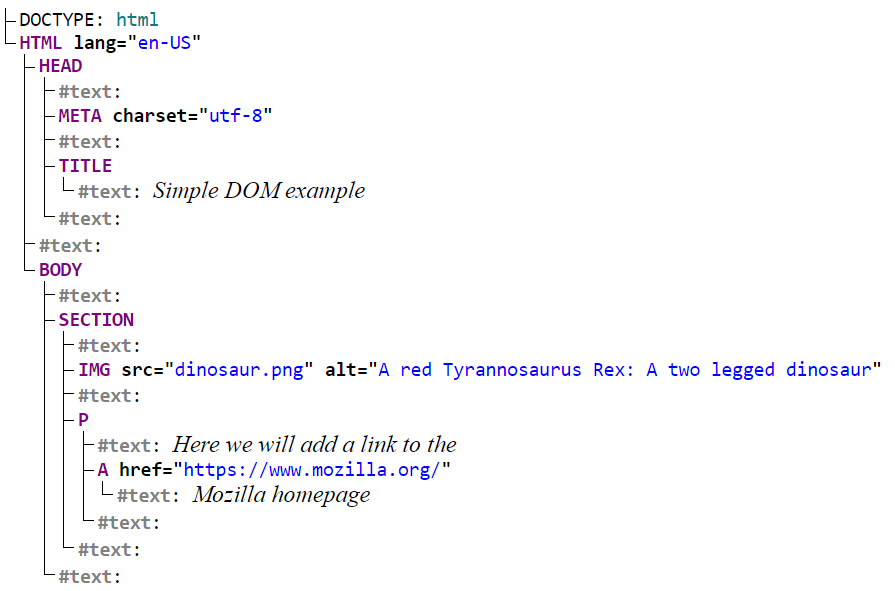 DOCTYPE: html
HTML lang="en-US"
HEAD
#text:
META charset="utf-8"
#text:
TITLE
#text: Simple DOM example
#text:
#text:
BODY
#text:
SECTION
#text:
IMG src="dinosaur.png" alt="A red Tyrannosaurus Rex: A two legged dinosaur"
#text:
P
#text: Here we will add a link to the
A href="https://www.mozilla.org/"
#text: Mozilla homepage
#text:
#text:
#text: